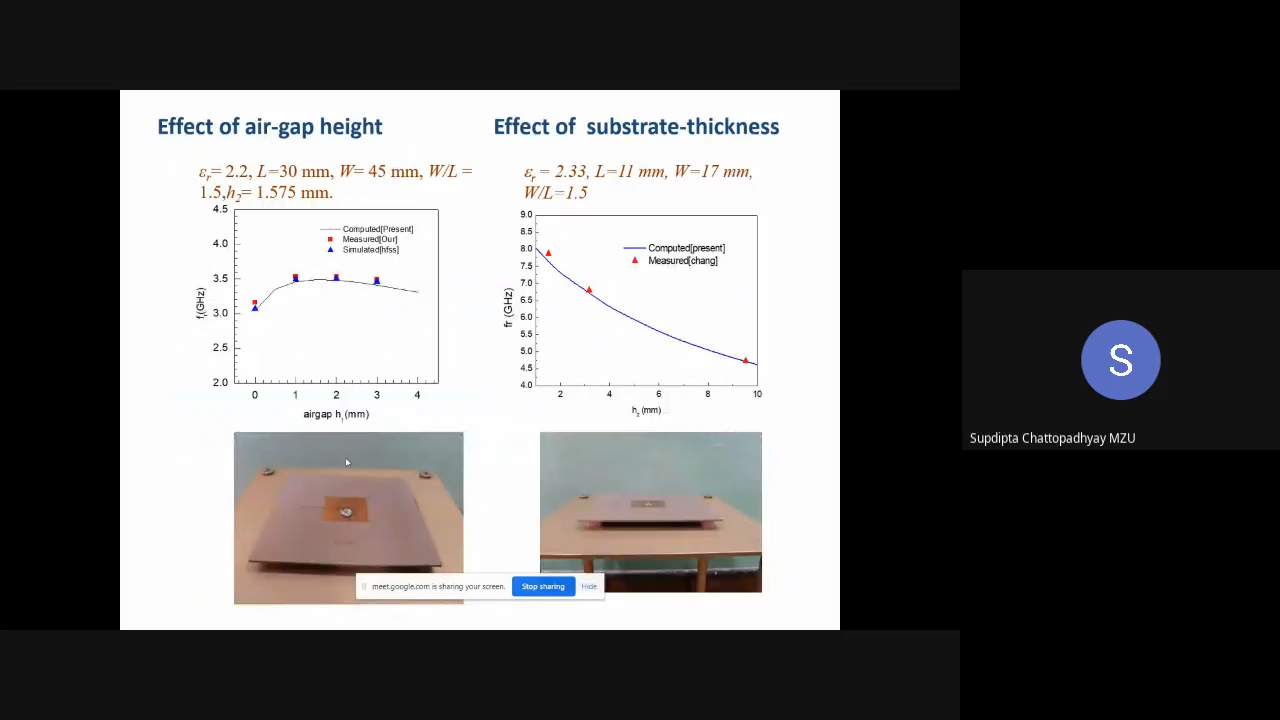 Effect of air-gap height
Effect of substrate-thickness
εr= 2.2, L=30 mm, W= 45 mm, W/L =
1.5,h2= 1.575 mm.
εr = 2.33, L=11 mm, W=17 mm,
W/L=1.5
4.5
4.0
3.5
3.0
2.5
2.0
fr(GHz)
Computed[Present]
Measured[Our]
Simulated[hfss]
0 1 2 3 4
airgap h1(mm)
9.0
8.5
8.0
7.5
7.0
6.5
6.0
5.5
5.0
4.5
4.0
fr (GHz)
Computed[present]
Measured[chang]
2 4 6 8 10
h2 (mm)
meet.google.com is sharing your screen.
Stop sharing
Hide
S
Supdipta Chattopadhyay MZU